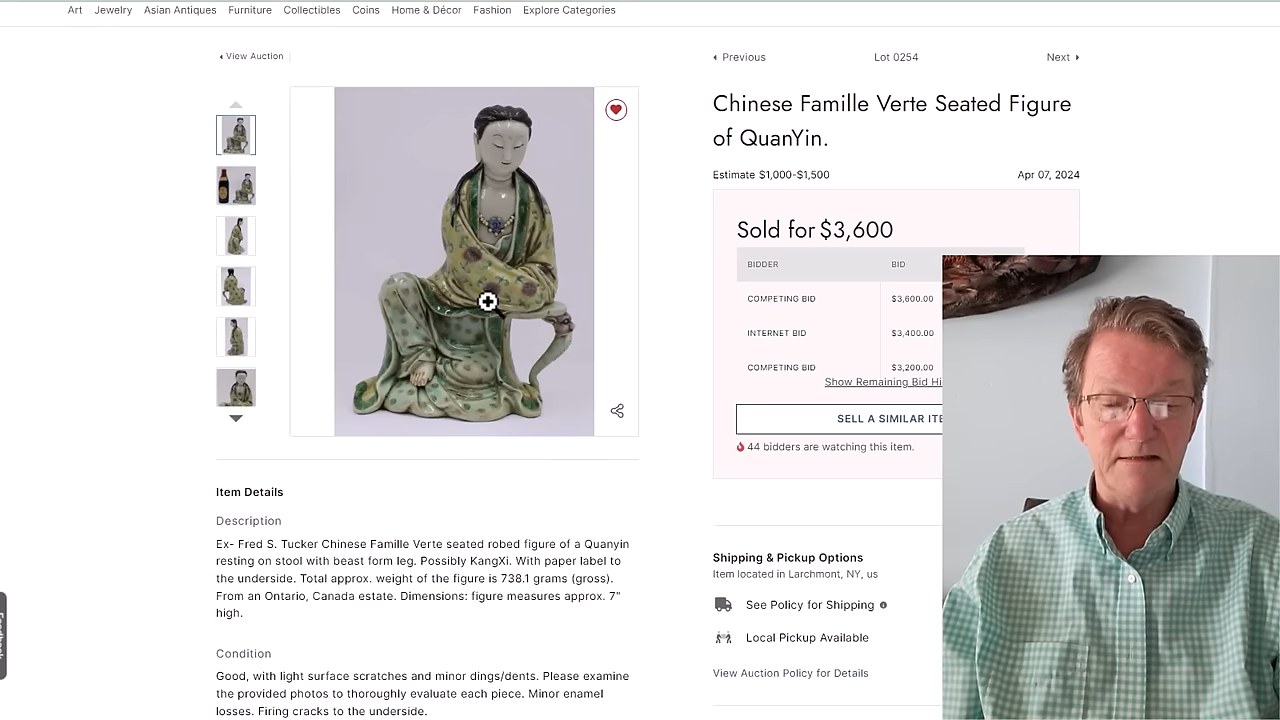 Art Jewelry Asian Antiques Furniture Collectibles Coins Home & Décor Fashion Explore Categories
View Auction
Previous Lot 0254 Next
Chinese Famille Verte Seated Figure
of QuanYin.
Estimate $1,000-$1,500 Apr 07, 2024
Sold for $3,600
BIDDER BID
COMPETING BID $3,600.00
INTERNET BID $3,400.00
COMPETING BID $3,200.00
Show Remaining Bid Hi
SELL A SIMILAR ITE
44 bidders are watching this item.
Item Details
Description
Ex- Fred S. Tucker Chinese Famille Verte seated robed figure of a Quanyin
resting on stool with beast form leg. Possibly KangXi. With paper label to
the underside. Total approx. weight of the figure is 738.1 grams (gross).
From an Ontario, Canada estate. Dimensions: figure measures approx. 7"
high.
Condition
Good, with light surface scratches and minor dings/dents. Please examine
the provided photos to thoroughly evaluate each piece. Minor enamel
losses. Firing cracks to the underside.
Shipping & Pickup Options
Item located in Larchmont, NY, us
See Policy for Shipping
Local Pickup Available
View Auction Policy for Details